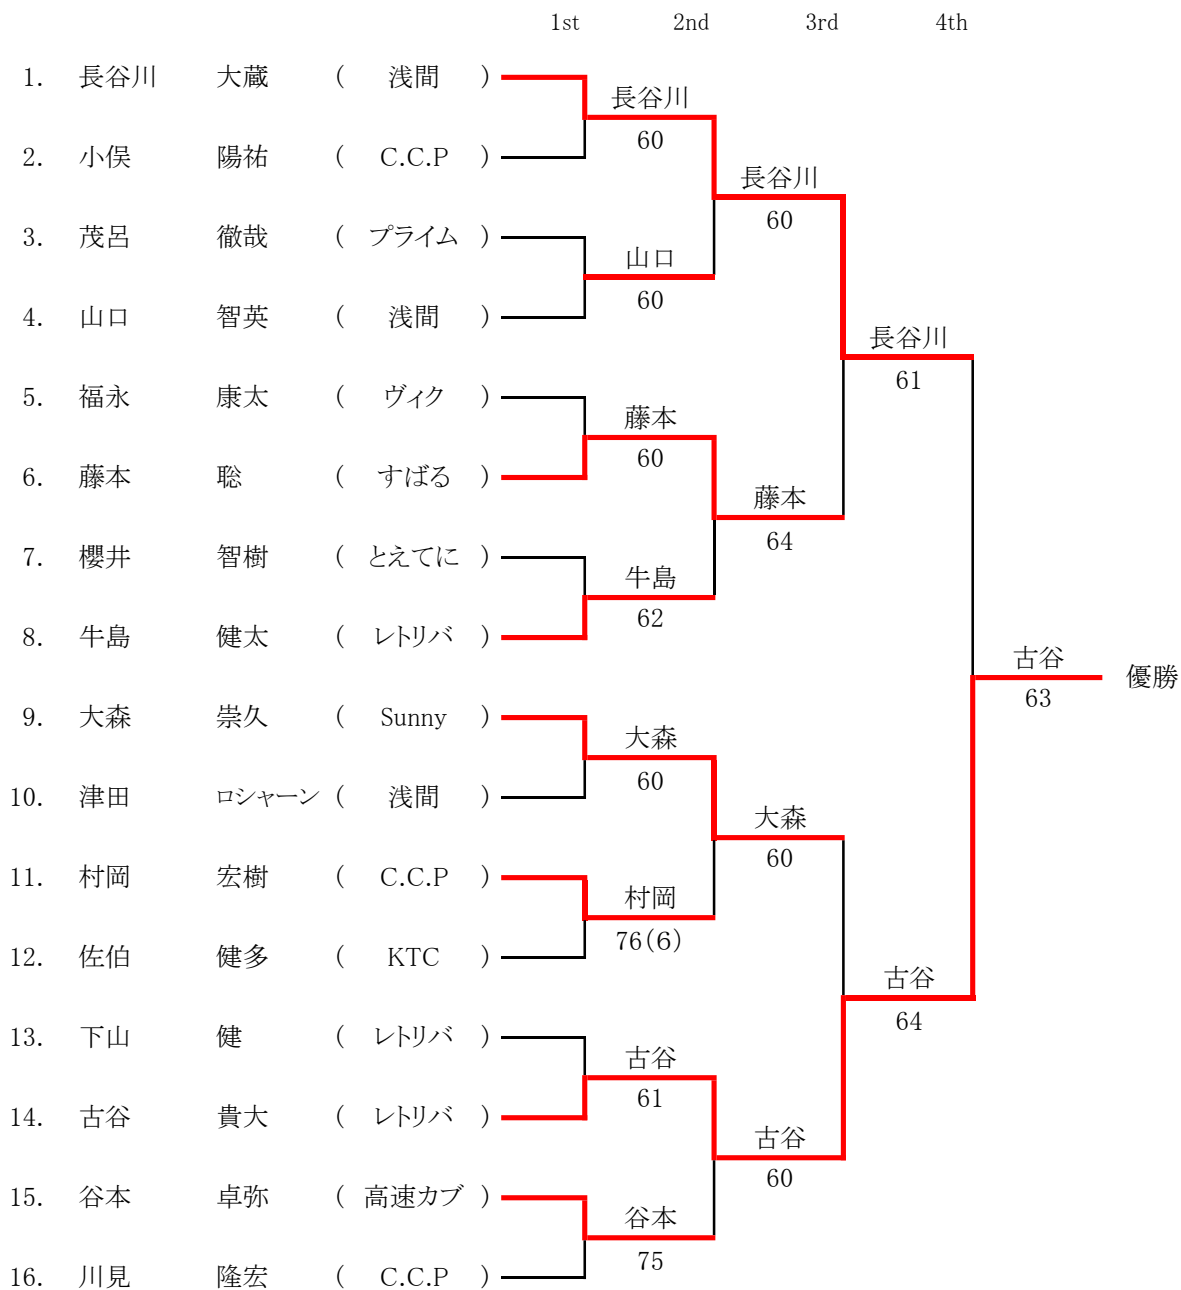 1st 2nd 3rd 4th
1. 長谷川 大蔵 ( 浅間 )
長谷川
60
2. 小俣 陽祐 ( C.C.P )
長谷川
60
3. 茂呂 徹哉 ( プライム )
山口
60
4. 山口 智英 ( 浅間 )
長谷川
61
5. 福永 康太 ( ヴィク )
藤本
60
6. 藤本 聡 ( すばる )
藤本
64
7. 櫻井 智樹 ( とえてに )
牛島
62
8. 牛島 健太 ( レトリバ )
古谷 優勝
63
9. 大森 崇久 ( Sunny )
大森
60
10. 津田 ロシャーン ( 浅間 )
大森
60
11. 村岡 宏樹 ( C.C.P )
村岡
76(6)
12. 佐伯 健多 ( KTC )
古谷
64
13. 下山 健 ( レトリバ )
古谷
61
14. 古谷 貴大 ( レトリバ )
古谷
60
15. 谷本 卓弥 ( 高速カブ )
谷本
75
16. 川見 隆宏 ( C.C.P )